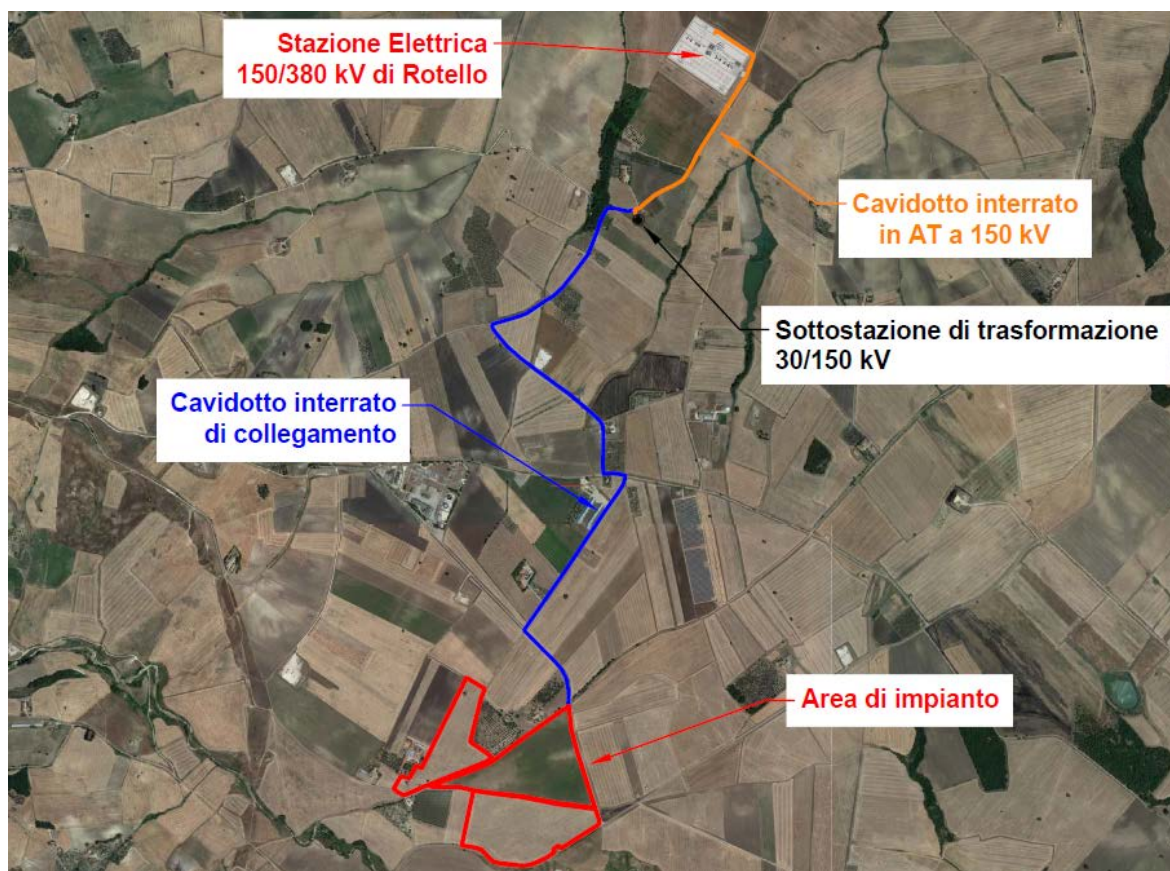 Stazione Elettrica
150/380 kV di Rotello
Cavidotto interrato
in AT a 150 kV
Sottostazione di trasformazione
30/150 kV
Cavidotto interrato
di collegamento
Area di impianto